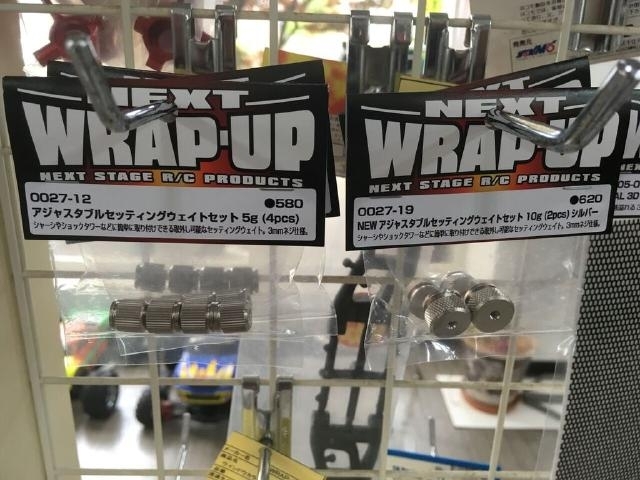 NEXT
WRAP-UP
NEXT STAGE R/C PRODUCTS
0027-12 ●580
アジャスタブルセッティングウェイトセット 5g (4pcs)
シャーシやショックタワーなどに簡単に取り付けできる取外し可能なセッティングウェイト。3mmネジ仕様。
NEXT
WRAP-UP
NEXT STAGE R/C PRODUCTS
0027-19 ●620
NEW アジャスタブルセッティングウェイトセット 10g (2pcs) シルバー
シャーシやショックタワーなどに簡単に取り付けできる取外し可能なセッティングウェイト。3mmネジ仕様。